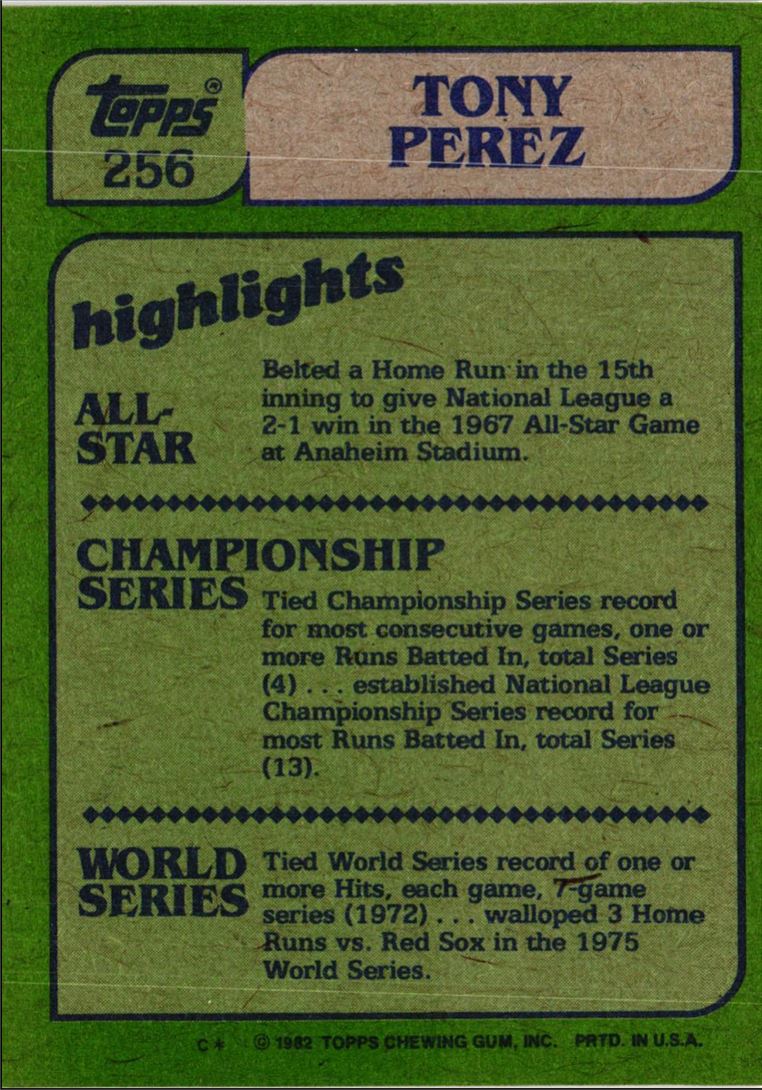 Topps®
256
TONY
PEREZ
highlights
ALL-
STAR
Belted a Home Run in the 15th
inning to give National League a
2-1 win in the 1967 All-Star Game
at Anaheim Stadium.
CHAMPIONSHIP
SERIES
Tied Championship Series record
for most consecutive games, one or
more Runs Batted In, total Series
(4) . . . established National League
Championship Series record for
most Runs Batted In, total Series
(13).
WORLD
SERIES
Tied World Series record of one or
more Hits, each game, 7-game
series (1972) . . . walloped 3 Home
Runs vs. Red Sox in the 1975
World Series.
C* © 1982 TOPPS CHEWING GUM, INC. PRTD. IN U.S.A.